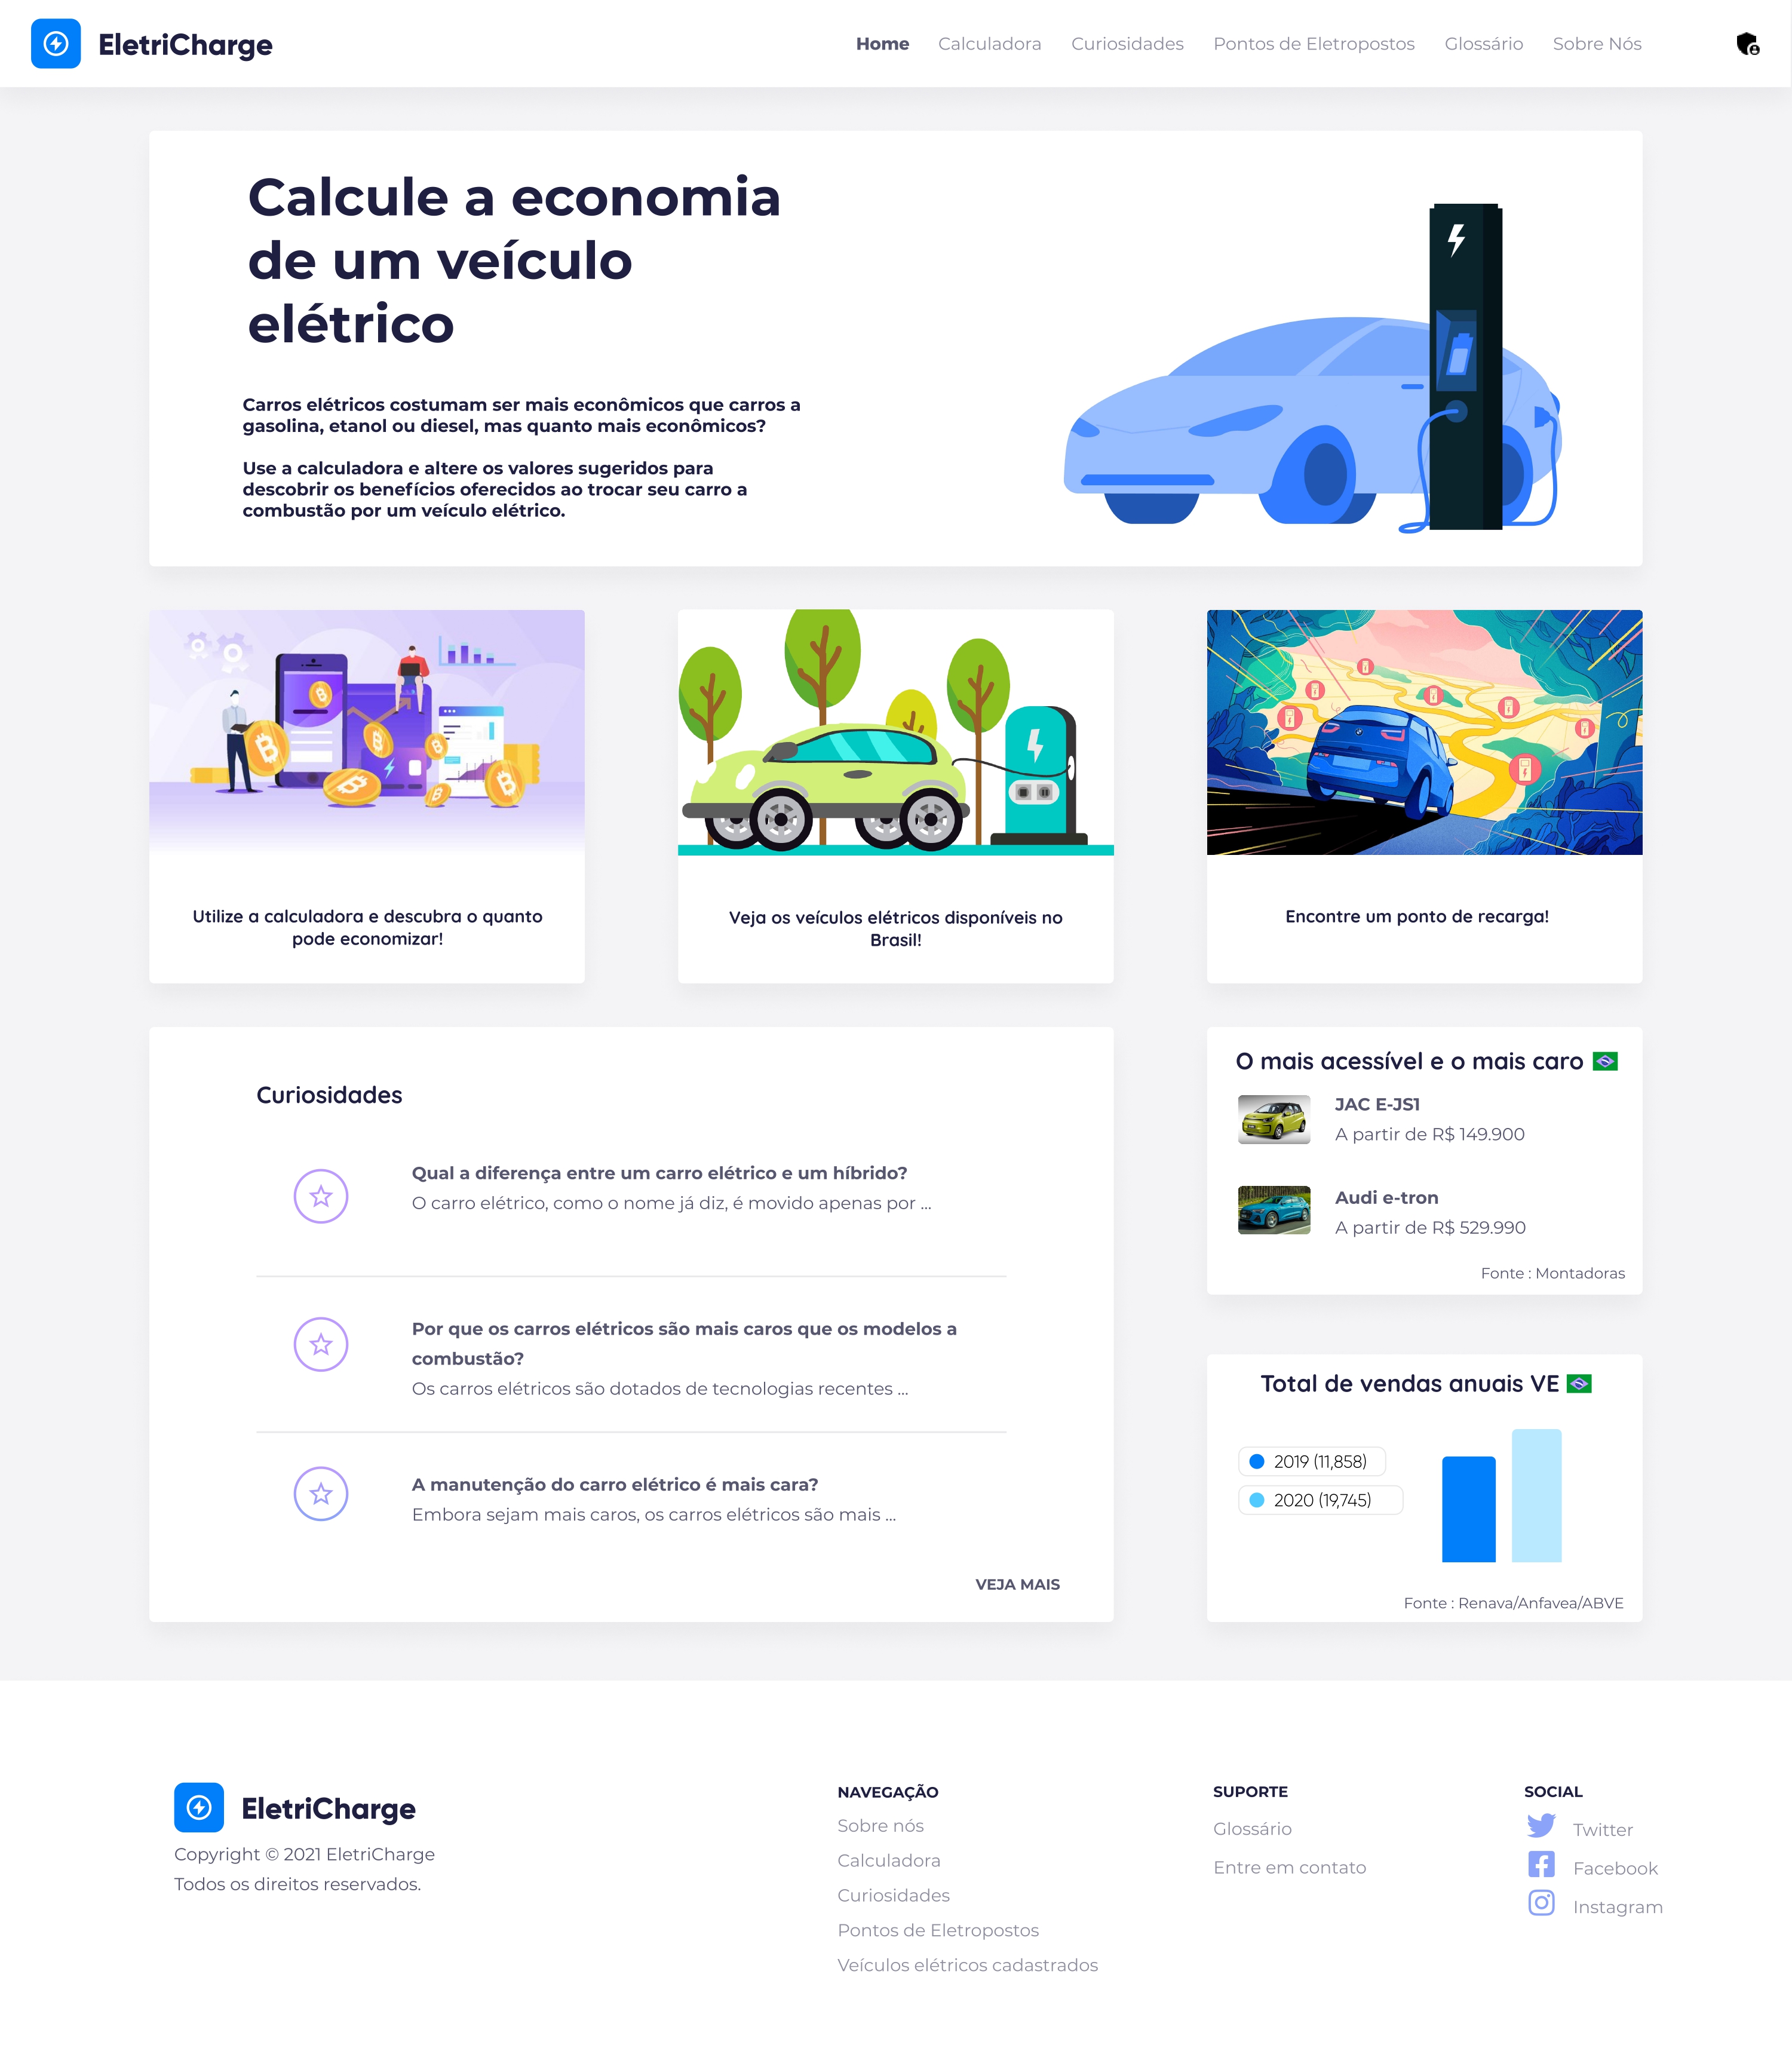 EletriCharge
Home
Calculadora
Curiosidades
Pontos de Eletropostos
Glossário
Sobre Nós
Calcule a economia
de um veículo
elétrico
Carros elétricos costumam ser mais econômicos que carros a
gasolina, etanol ou diesel, mas quanto mais econômicos?
Use a calculadora e altere os valores sugeridos para
descobrir os benefícios oferecidos ao trocar seu carro a
combustão por um veículo elétrico.
Utilize a calculadora e descubra o quanto
pode economizar!
Veja os veículos elétricos disponíveis no
Brasil!
Encontre um ponto de recarga!
Curiosidades
Qual a diferença entre um carro elétrico e um híbrido?
O carro elétrico, como o nome já diz, é movido apenas por ...
Por que os carros elétricos são mais caros que os modelos a
combustão?
Os carros elétricos são dotados de tecnologias recentes ...
A manutenção do carro elétrico é mais cara?
Embora sejam mais caros, os carros elétricos são mais ...
VEJA MAIS
O mais acessível e o mais caro
JAC E-JS1
A partir de R$ 149.900
Audi e-tron
A partir de R$ 529.990
Fonte : Montadoras
Total de vendas anuais VE
2019 (11,858)
2020 (19,745)
Fonte : Renava/Anfavea/ABVE
EletriCharge
Copyright © 2021 EletriCharge
Todos os direitos reservados.
NAVEGAÇÃO
Sobre nós
Calculadora
Curiosidades
Pontos de Eletropostos
Veículos elétricos cadastrados
SUPORTE
Glossário
Entre em contato
SOCIAL
Twitter
Facebook
Instagram